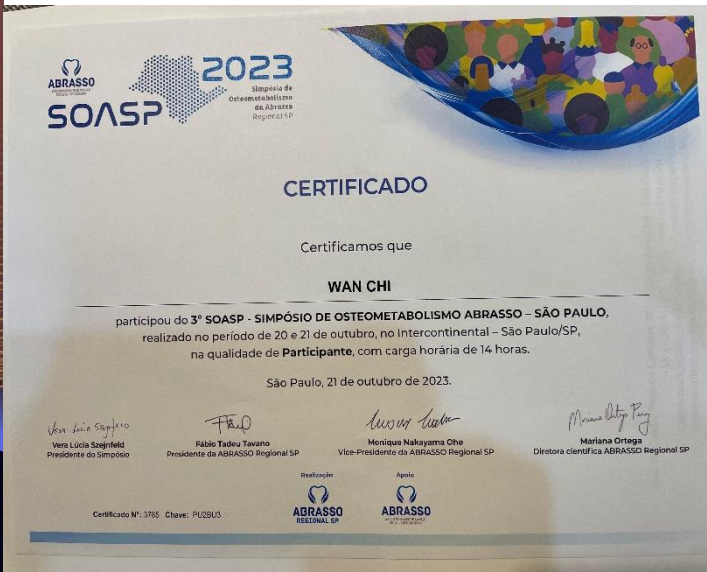 ABRASSO
SOASP
2023
Simpósio de
Osteometabolismo
da Abrasso
Regional SP
CERTIFICADO
Certificamos que
WAN CHI
participou do 3º SOASP - SIMPÓSIO DE OSTEOMETABOLISMO ABRASSO – SÃO PAULO,
realizado no período de 20 e 21 de outubro, no Intercontinental – São Paulo/SP,
na qualidade de Participante, com carga horária de 14 horas.
São Paulo, 21 de outubro de 2023.
Vera Lúcia Szejnfeld
Presidente do Simpósio
Fábio Tadeu Tavano
Presidente da ABRASSO Regional SP
Monique Nakayama Ohe
Vice-Presidente da ABRASSO Regional SP
Mariana Ortega
Diretora científica ABRASSO Regional SP
Realização
ABRASSO
REGIONAL SP
Apoio
ABRASSO
Certificado Nº: 3765 Chave: PU2BU3